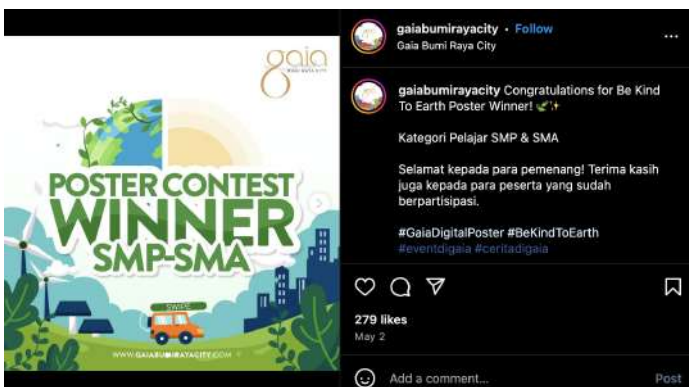 gaia
BUMI RAYA CITY
POSTER CONTEST
WINNER
SMP-SMA
SWIPE
WWW.GAIABUMIRAYACITY.COM
gaiabumirayacity • Follow
Gaia Bumi Raya City
gaiabumirayacity Congratulations for Be Kind
To Earth Poster Winner! 🌿✨
Kategori Pelajar SMP & SMA
Selamat kepada para pemenang! Terima kasih
juga kepada para peserta yang sudah
berpartisipasi.
#GaiaDigitalPoster #BeKindToEarth
#eventdigaia #ceritadigaia
279 likes
May 2
Add a comment...
Post